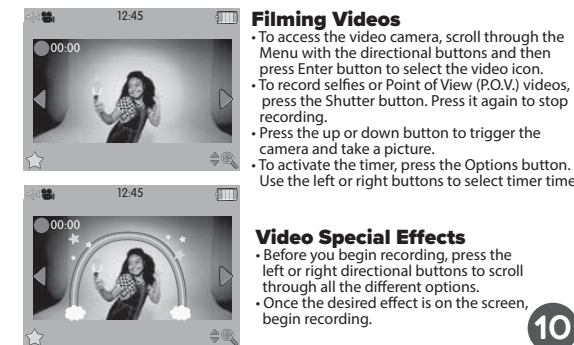 12:45
00:00
Filming Videos
• To access the video camera, scroll through the
Menu with the directional buttons and then
press Enter button to select the video icon.
• To record selfies or Point of View (P.O.V.) videos,
press the Shutter button. Press it again to stop
recording.
• Press the up or down button to trigger the
camera and take a picture.
• To activate the timer, press the Options button.
Use the left or right buttons to select timer time
12:45
00:00
Video Special Effects
• Before you begin recording, press the
left or right directional buttons to scroll
through all the different options.
• Once the desired effect is on the screen,
begin recording.
10